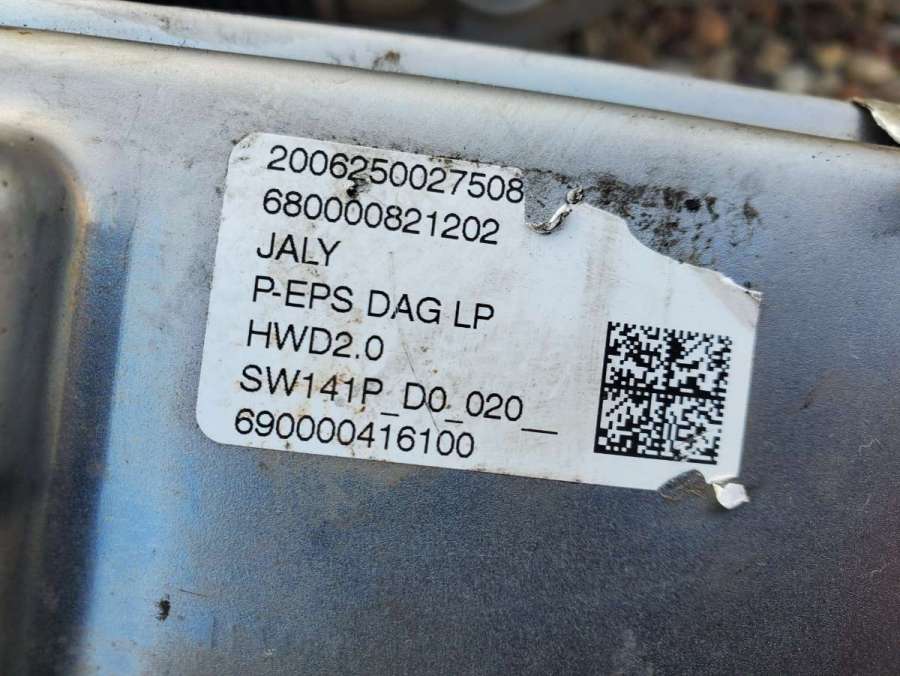 2006250027508
680000821202
JALY
P-EPS DAG LP
HWD2.0
SW141P_D0_020__
690000416100